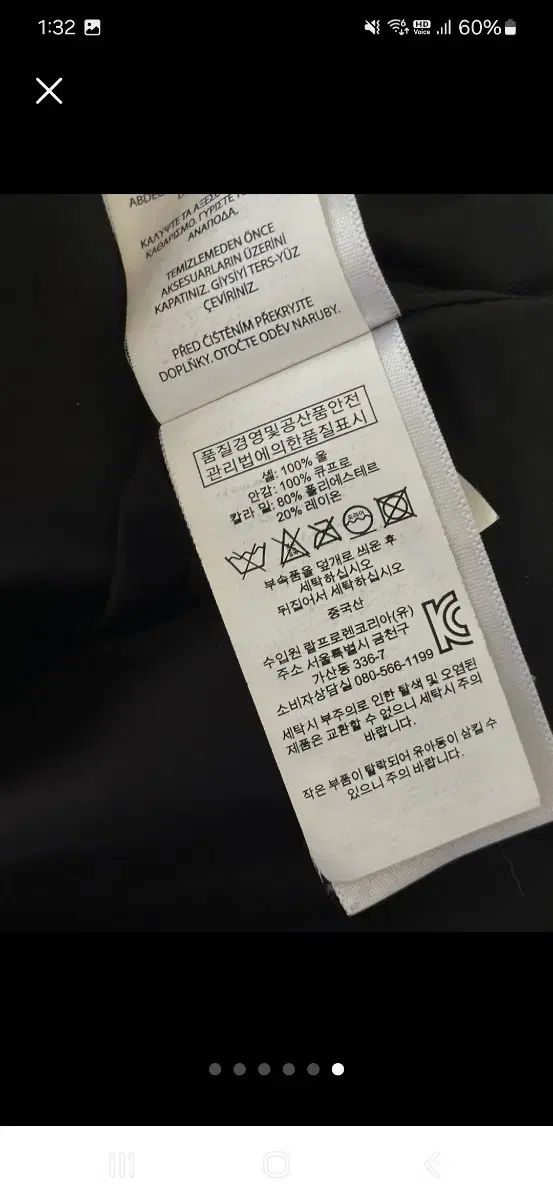 1:32
HD
Voice
60%
ΚΑΛΥΨΤΕ ΤΑ
ΚΑΘΑΡΙΣΜΟ. ΓΥΡΙΣΤΕ
ΑΝΑΠΟΔΑ.
TEMİZLEMEDEN ÖNCE
AKSESUARLARIN ÜZERİNİ
KAPATINIZ. GİYSİYİ TERS-YÜZ
ÇEVİRİNİZ.
PŘED ČIŠTĚNÍM PŘEKRYJTE
DOPLŇKY. OTOČTE ODĚV NARUBY.
품질경영및공산품안전
관리법에의한품질표시
셀: 100% 울
안감: 100% 큐프로
칼라 밑: 80% 폴리에스테르
20% 레이온
드라이
부속품을 덮개로 씌운 후
세탁하십시오
뒤집어서 세탁하십시오
중국산
수입원 랄프로렌코리아(유)
주소 서울특별시 금천구
가산동 336-7
소비자상담실 080-566-1199
세탁시 부주의로 인한 탈색 및 오염된
제품은 교환할 수 없으니 세탁시 주의
바랍니다.
작은 부품이 탈락되어 유아동이 삼킬 수
있으니 주의 바랍니다.